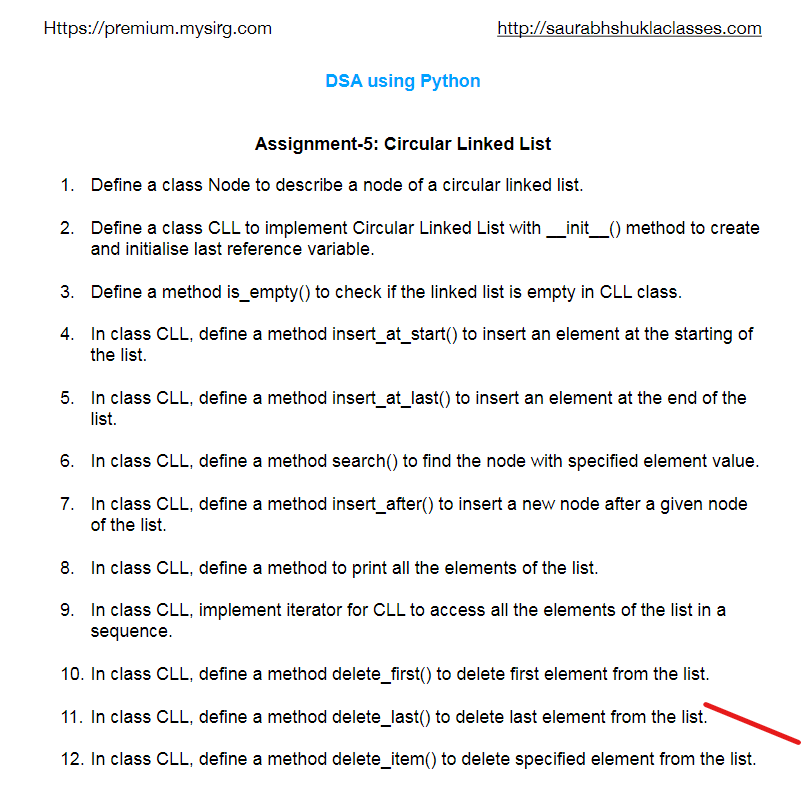 Https://premium.mysirg.com
http://saurabhshuklaclasses.com
DSA using Python
Assignment-5: Circular Linked List
1. Define a class Node to describe a node of a circular linked list.
2. Define a class CLL to implement Circular Linked List with __init__() method to create
and initialise last reference variable.
3. Define a method is_empty() to check if the linked list is empty in CLL class.
4. In class CLL, define a method insert_at_start() to insert an element at the starting of
the list.
5. In class CLL, define a method insert_at_last() to insert an element at the end of the
list.
6. In class CLL, define a method search() to find the node with specified element value.
7. In class CLL, define a method insert_after() to insert a new node after a given node
of the list.
8. In class CLL, define a method to print all the elements of the list.
9. In class CLL, implement iterator for CLL to access all the elements of the list in a
sequence.
10. In class CLL, define a method delete_first() to delete first element from the list.
11. In class CLL, define a method delete_last() to delete last element from the list.
12. In class CLL, define a method delete_item() to delete specified element from the list.